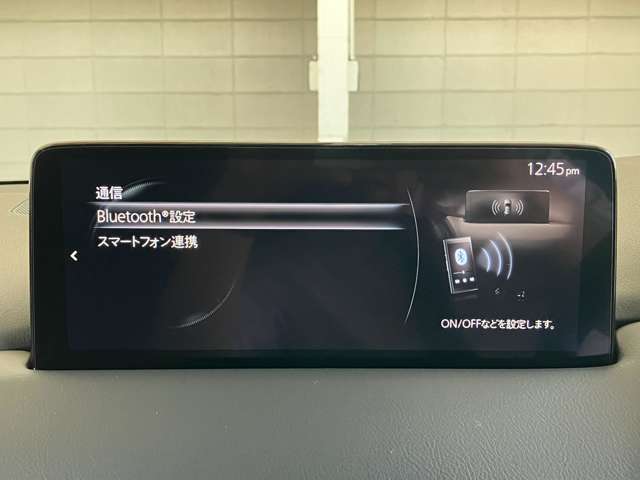 12:45pm
通信
Bluetooth®設定
スマートフォン連携
ON/OFFなどを設定します。